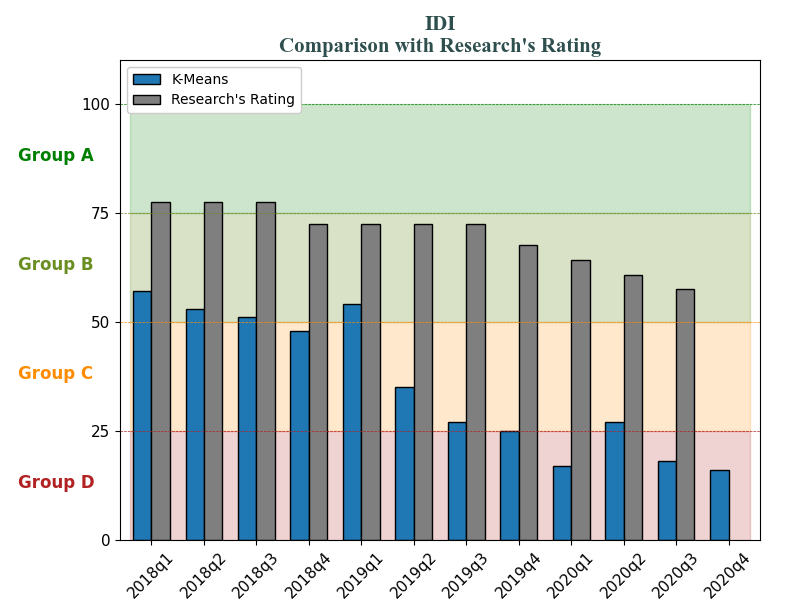 IDI
Comparison with Research's Rating
K-Means
Research's Rating
100
Group A
75
Group B
50
Group C
25
Group D
0
2018q1
2018q2
2018q3
2018q4
2019q1
2019q2
2019q3
2019q4
2020q1
2020q2
2020q3
2020q4